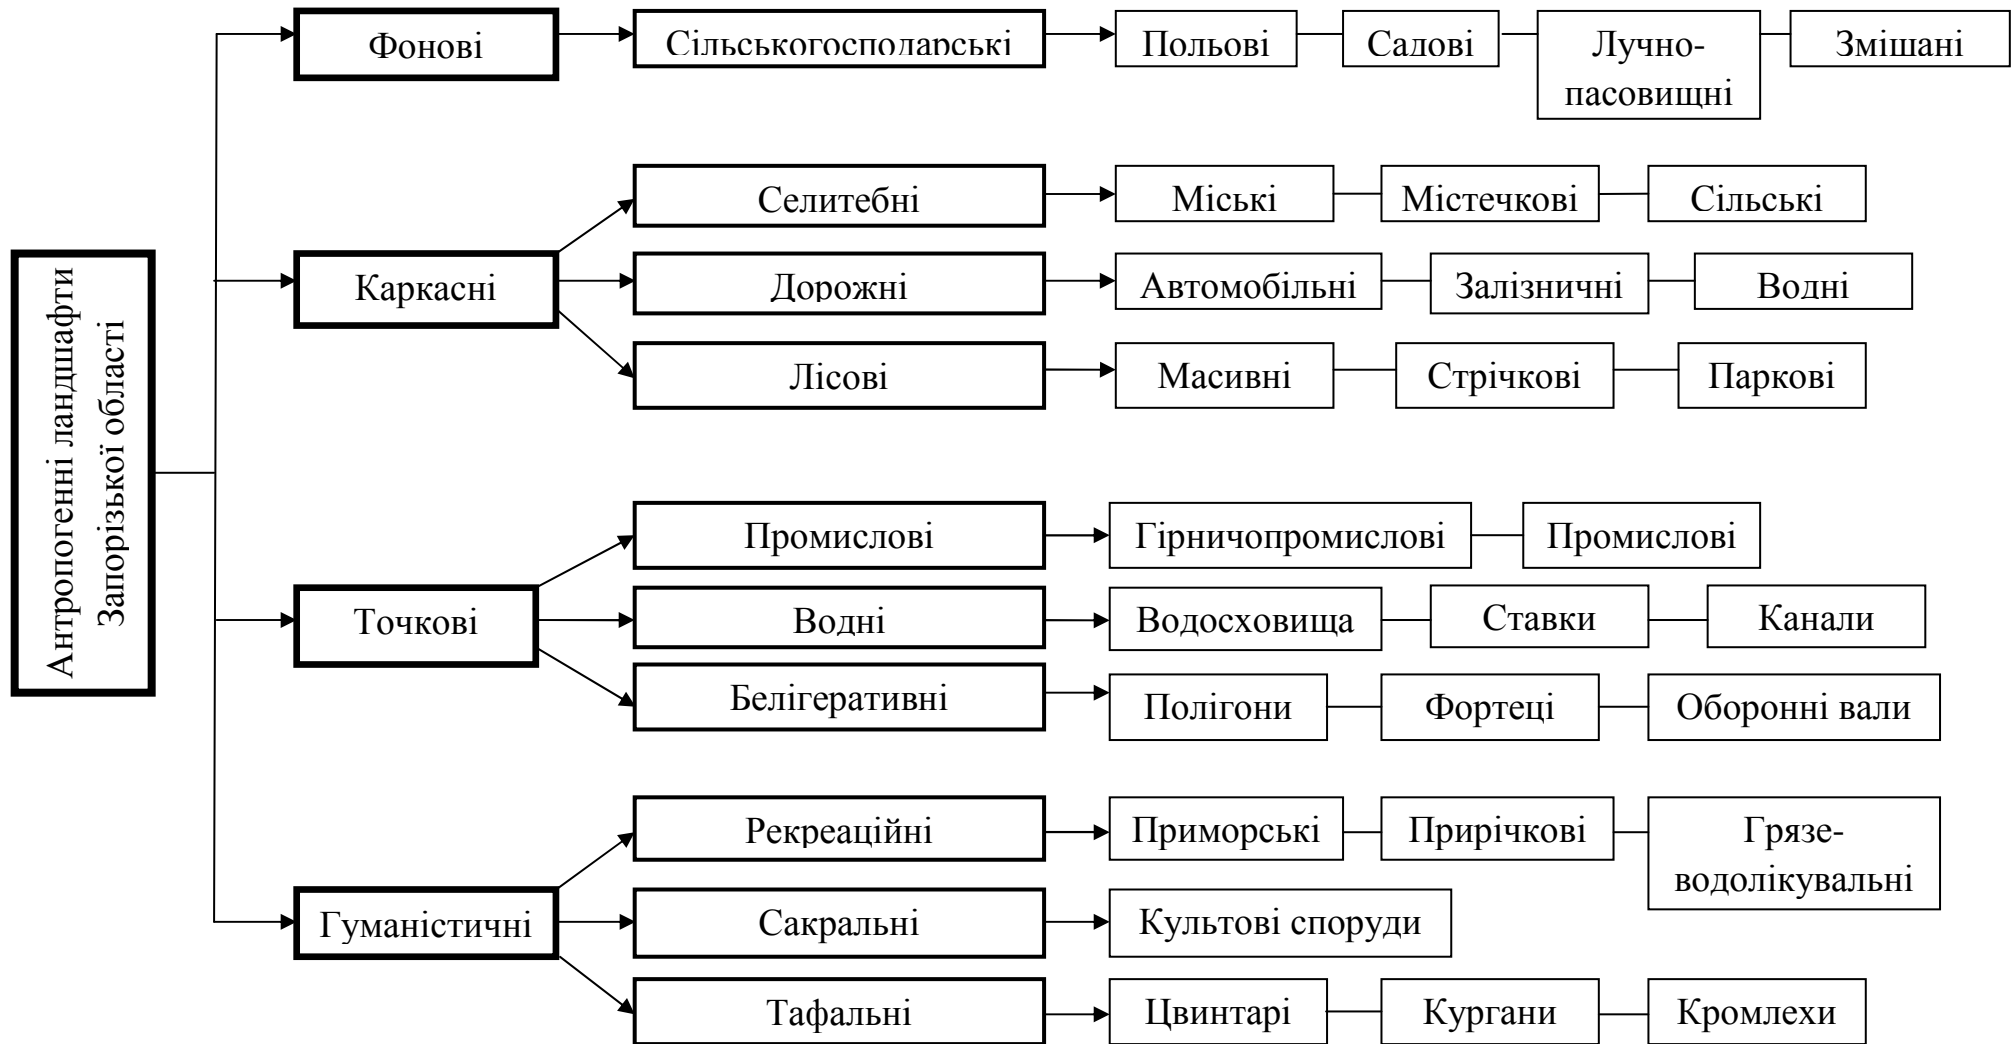 Антропогенні ландшафти
Запорізької області
Фонові
Сільськогосподарські
Польові
Садові
Лучно-
пасовищні
Змішані
Каркасні
Селитебні
Міські
Містечкові
Сільські
Дорожні
Автомобільні
Залізничні
Водні
Лісові
Масивні
Стрічкові
Паркові
Точкові
Промислові
Гірничопромислові
Промислові
Водні
Водосховища
Ставки
Канали
Белігеративні
Полігони
Фортеці
Оборонні вали
Гуманістичні
Рекреаційні
Приморські
Прирічкові
Грязе-
водолікувальні
Сакральні
Культові споруди
Тафальні
Цвинтарі
Кургани
Кромлехи